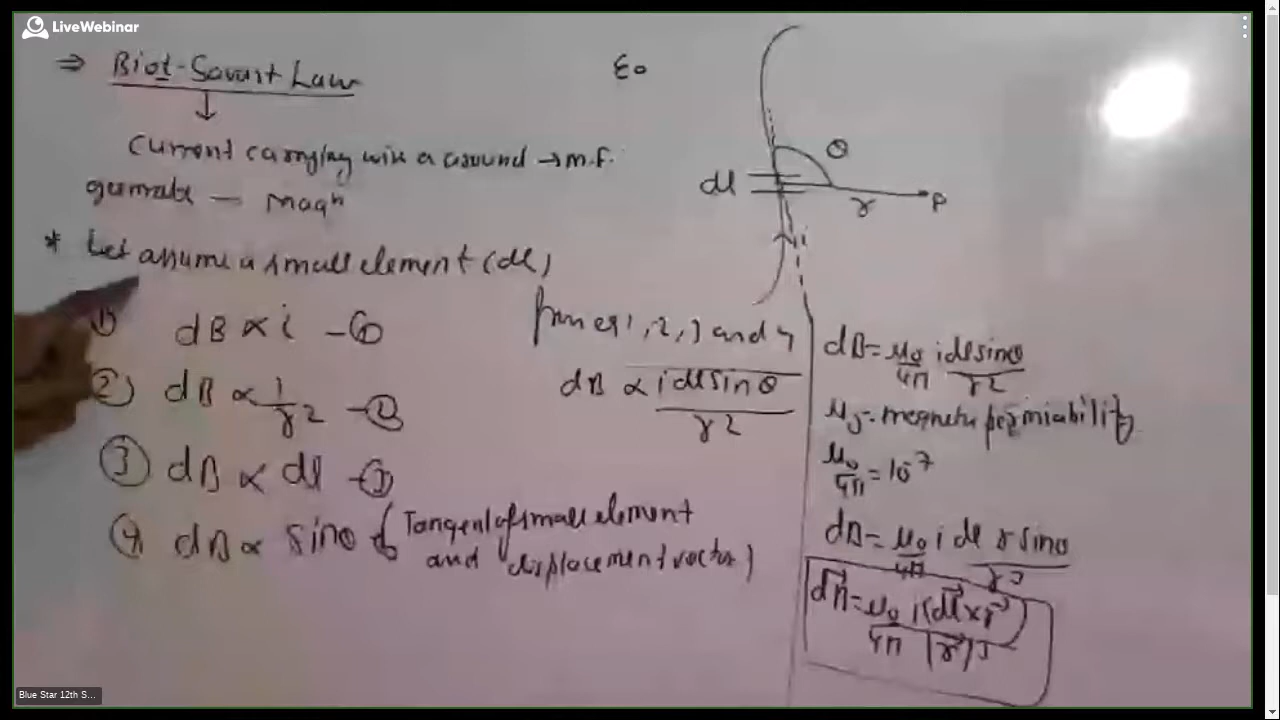 LiveWebinar
⇒ Biot-Savart Law
ε₀
↓
Current carrying wire around → m.f.
generate — magⁿ
* Let assume a small element (dl)
1) dB ∝ i —①
2) dB ∝ 1/r² —②
③ dB ∝ dl —③
④ dB ∝ sinθ (Tangent of small element
and displacement vector)
θ
dl
r
P
i
from eq 1, 2, 3 and 4
dB ∝ i dl sinθ / r²
dB = μ₀/4π i dl sinθ / r²
μ₀ = magnetic permiability
μ₀/4π = 10⁻⁷
dB = μ₀/4π i dl r sinθ / r³
dB⃗ = μ₀/4π i(dl⃗ × r⃗) / |r⃗|³
Blue Star 12th S...